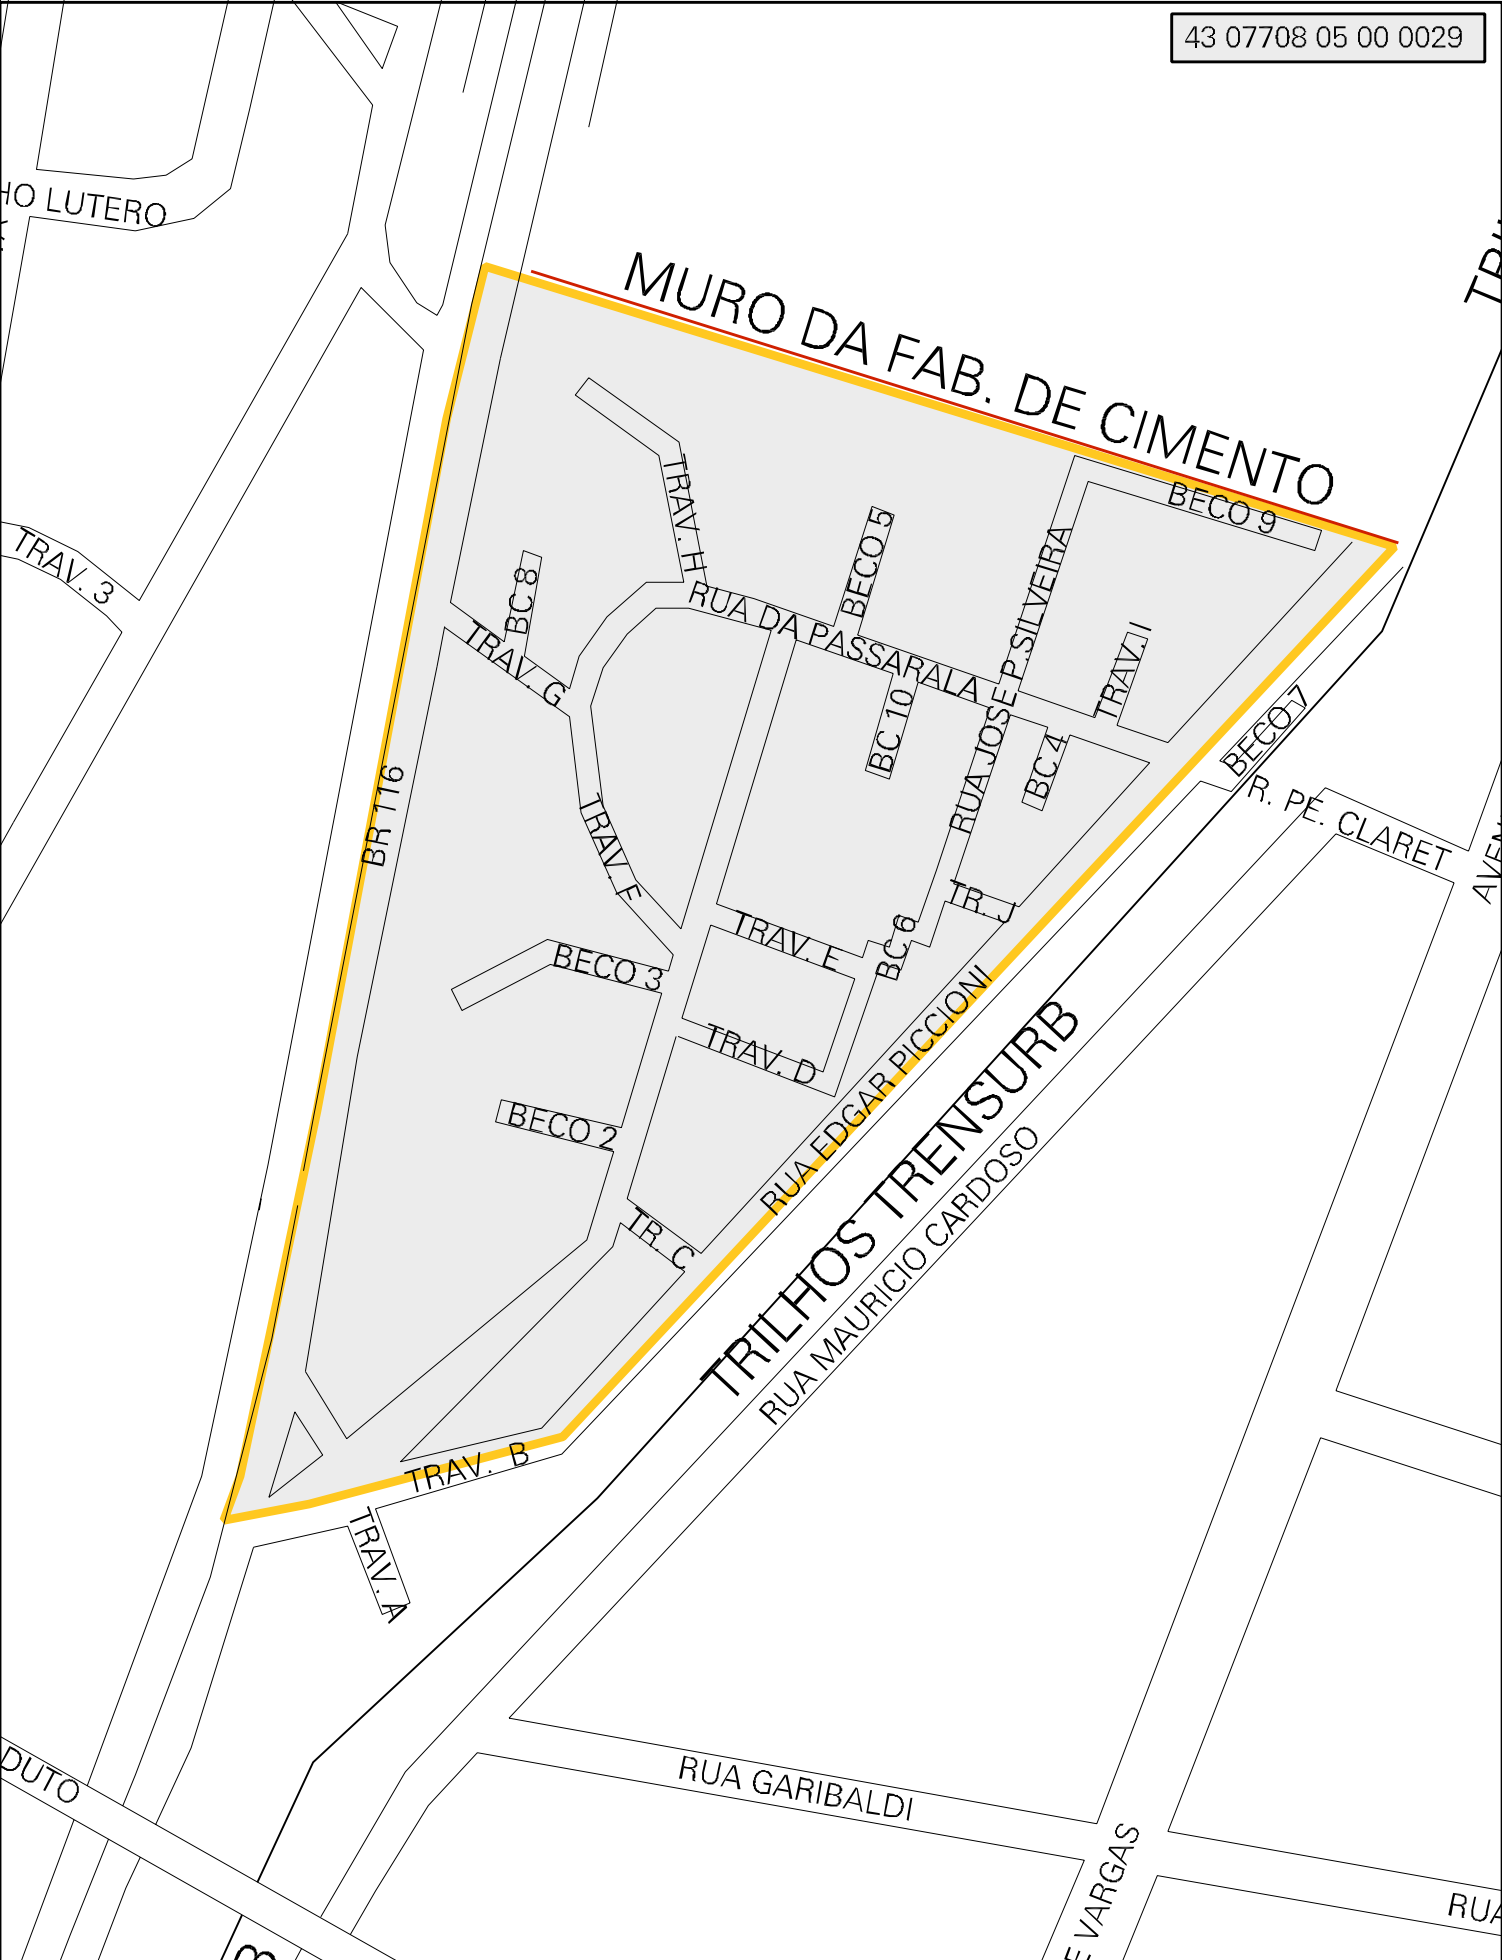 43 07708 05 00 0029
HO LUTERO
MURO DA FAB. DE CIMENTO
BECO 9
TRAV. H
BECO 5
RUA JOSE P.SILVEIRA
TRAV. 3
BC 8
RUA DA PASSARALA
TRAV. I
TRAV. G
BC 10
BC 4
BECO 7
R. PE. CLARET
BR 116
TRAV. F
TR. J
TRAV. E
BC 6
BECO 3
TRAV. D
RUA EDGAR PICCIONI
BECO 2
TR. C
TRILHOS TRENSURB
RUA MAURICIO CARDOSO
TRAV. B
TRAV. A
DUTO
RUA GARIBALDI
E VARGAS
RUA